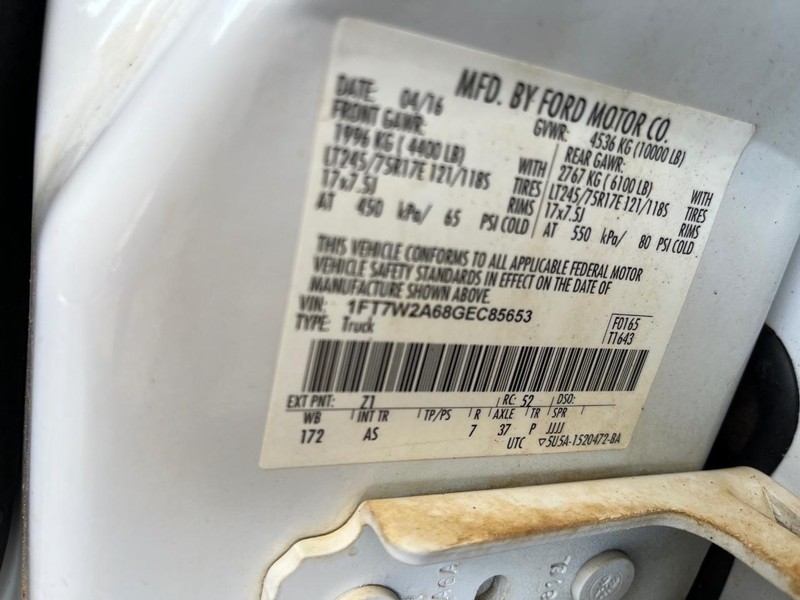 MFD. BY FORD MOTOR CO.
DATE: 04/16 GVWR: 4536 KG (10000 LB)
FRONT GAWR: REAR GAWR:
1996 KG ( 4400 LB) WITH 2767 KG ( 6100 LB) WITH
LT245/75R17E 121/118S TIRES LT245/75R17E 121/118S TIRES
17x7.5J RIMS 17x7.5J RIMS
AT 450 kPa/ 65 PSI COLD AT 550 kPa/ 80 PSI COLD
THIS VEHICLE CONFORMS TO ALL APPLICABLE FEDERAL MOTOR
VEHICLE SAFETY STANDARDS IN EFFECT ON THE DATE OF
MANUFACTURE SHOWN ABOVE.
VIN: 1FT7W2A68GEC85653
TYPE: Truck
F0165
T1643
EXT PNT: Z1 RC: 52 DSO:
WB INT TR TP/PS R AXLE TR SPR
172 AS 7 37 P JJJJ
UTC ▽5U5A-1520472-BA